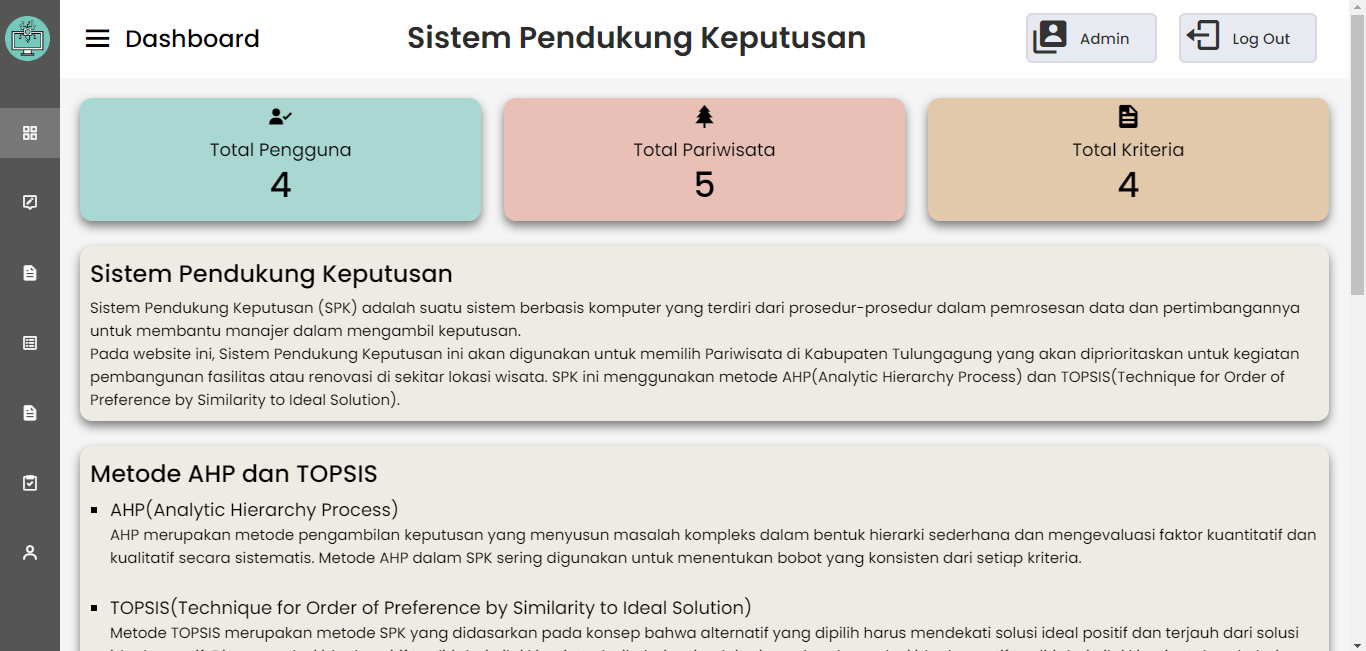 Dashboard
Sistem Pendukung Keputusan
Admin
Log Out
Total Pengguna
4
Total Pariwisata
5
Total Kriteria
4
Sistem Pendukung Keputusan
Sistem Pendukung Keputusan (SPK) adalah suatu sistem berbasis komputer yang terdiri dari prosedur-prosedur dalam pemrosesan data dan pertimbangannya
untuk membantu manajer dalam mengambil keputusan.
Pada website ini, Sistem Pendukung Keputusan ini akan digunakan untuk memilih Pariwisata di Kabupaten Tulungagung yang akan diprioritaskan untuk kegiatan
pembangunan fasilitas atau renovasi di sekitar lokasi wisata. SPK ini menggunakan metode AHP(Analytic Hierarchy Process) dan TOPSIS(Technique for Order of
Preference by Similarity to Ideal Solution).
Metode AHP dan TOPSIS
AHP(Analytic Hierarchy Process)
AHP merupakan metode pengambilan keputusan yang menyusun masalah kompleks dalam bentuk hierarki sederhana dan mengevaluasi faktor kuantitatif dan
kualitatif secara sistematis. Metode AHP dalam SPK sering digunakan untuk menentukan bobot yang konsisten dari setiap kriteria.
TOPSIS(Technique for Order of Preference by Similarity to Ideal Solution)
Metode TOPSIS merupakan metode SPK yang didasarkan pada konsep bahwa alternatif yang dipilih harus mendekati solusi ideal positif dan terjauh dari solusi